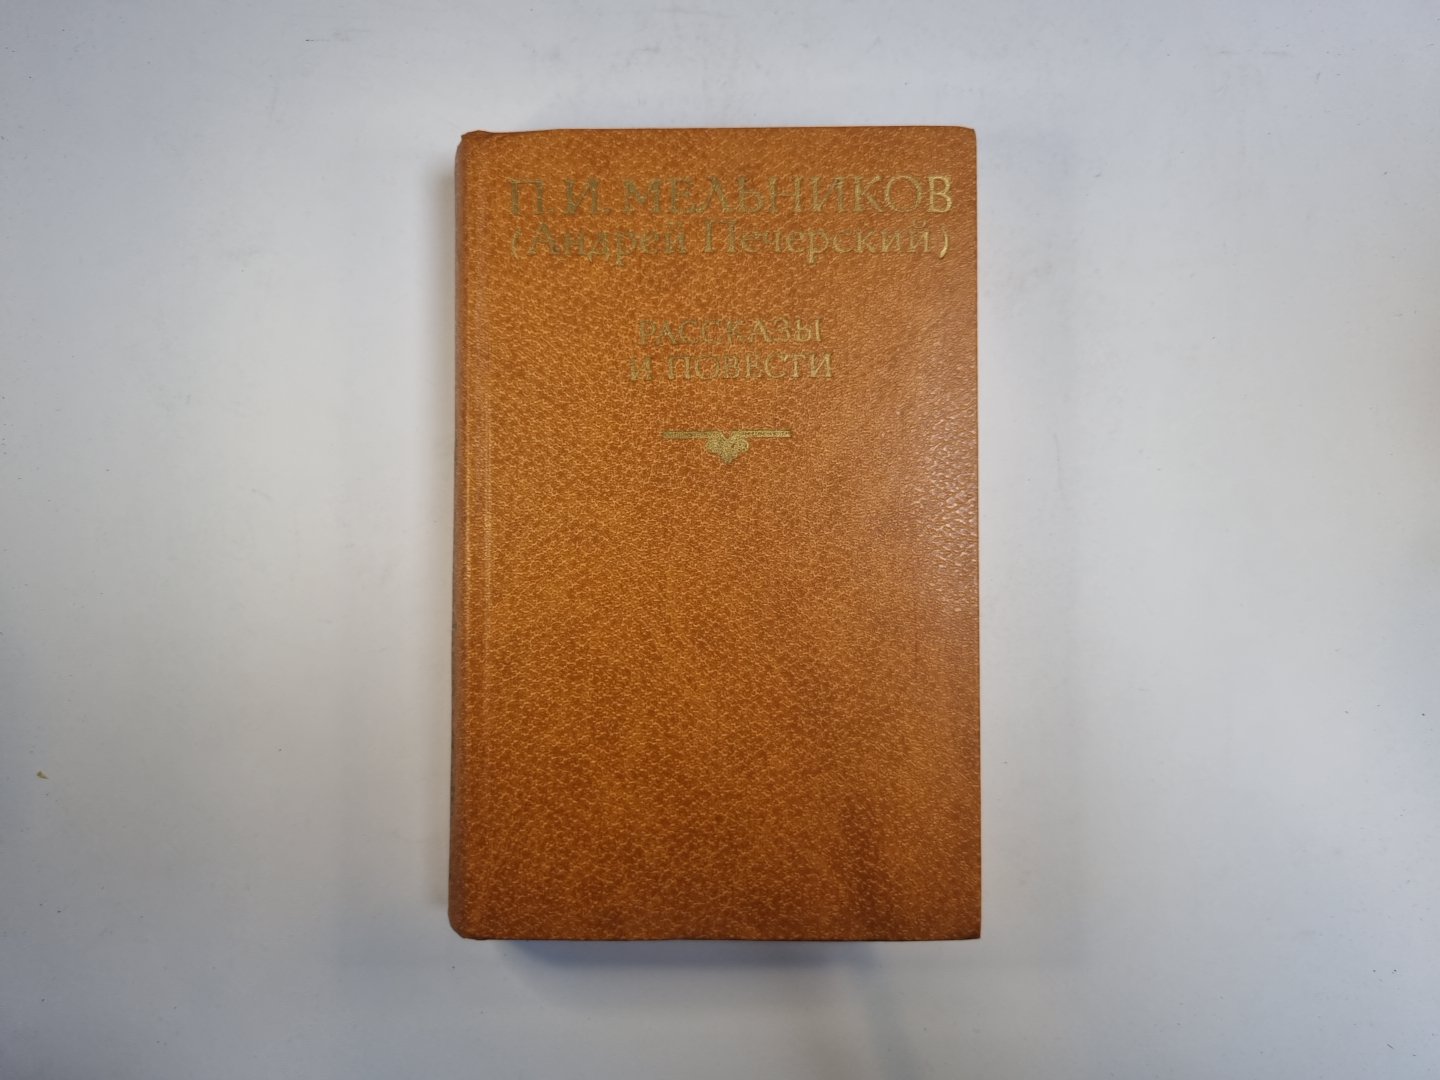 П. И. МЕЛЬНИКОВ
(Андрей Печерский)
РАССКАЗЫ
И ПОВЕСТИ